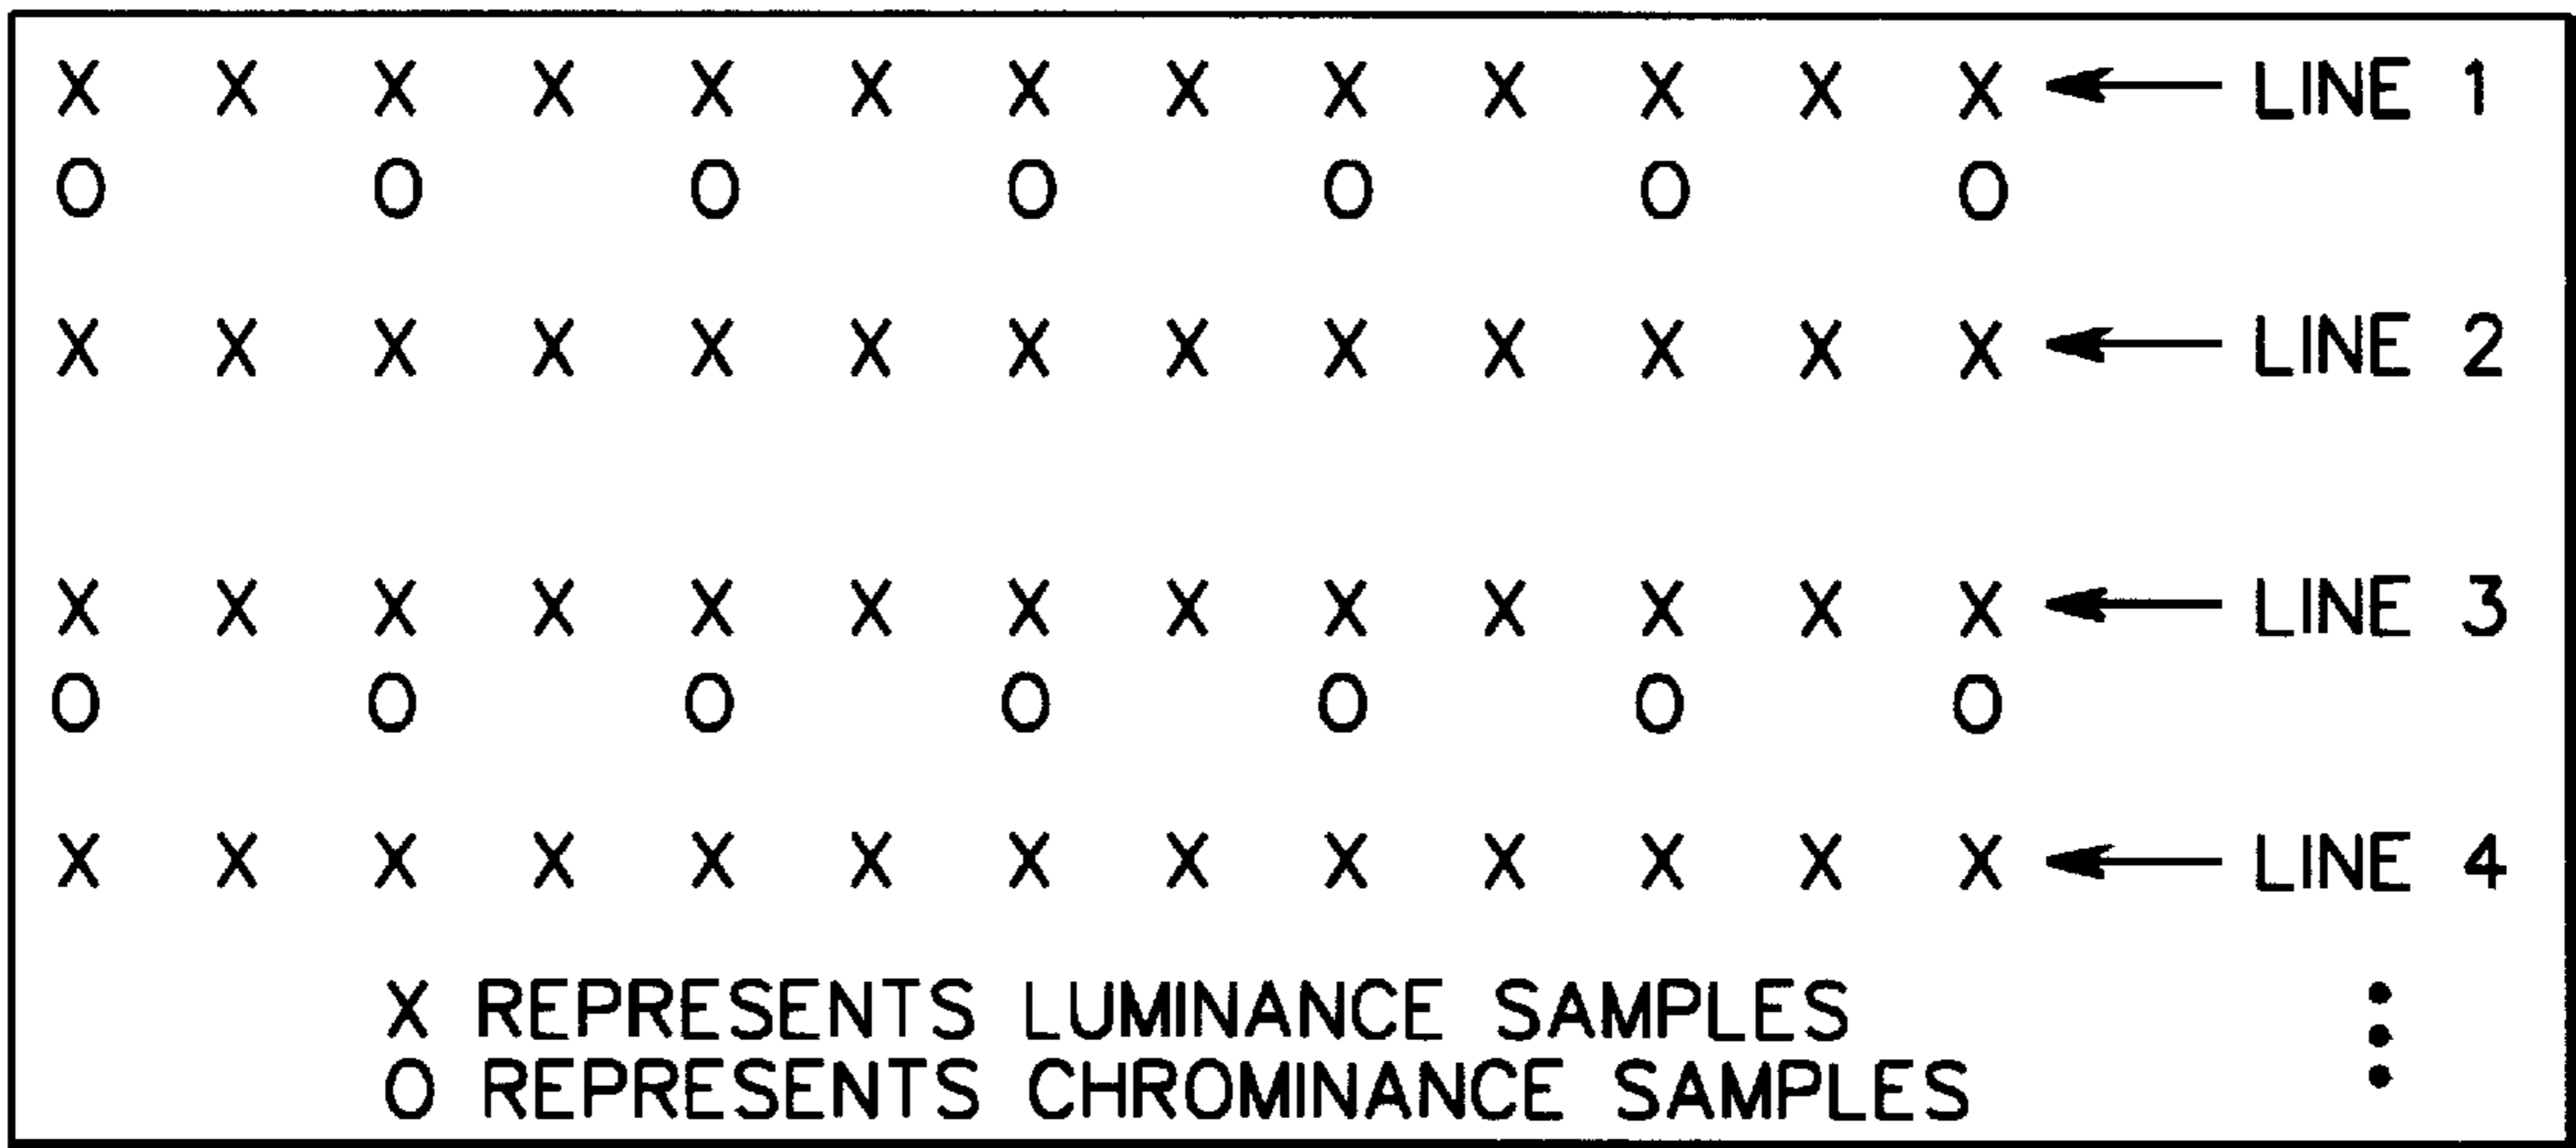 X X X X X X X X X X X X X LINE 1
O O O O O O O
X X X X X X X X X X X X X LINE 2
X X X X X X X X X X X X X LINE 3
O O O O O O O
X X X X X X X X X X X X X LINE 4
X REPRESENTS LUMINANCE SAMPLES
O REPRESENTS CHROMINANCE SAMPLES